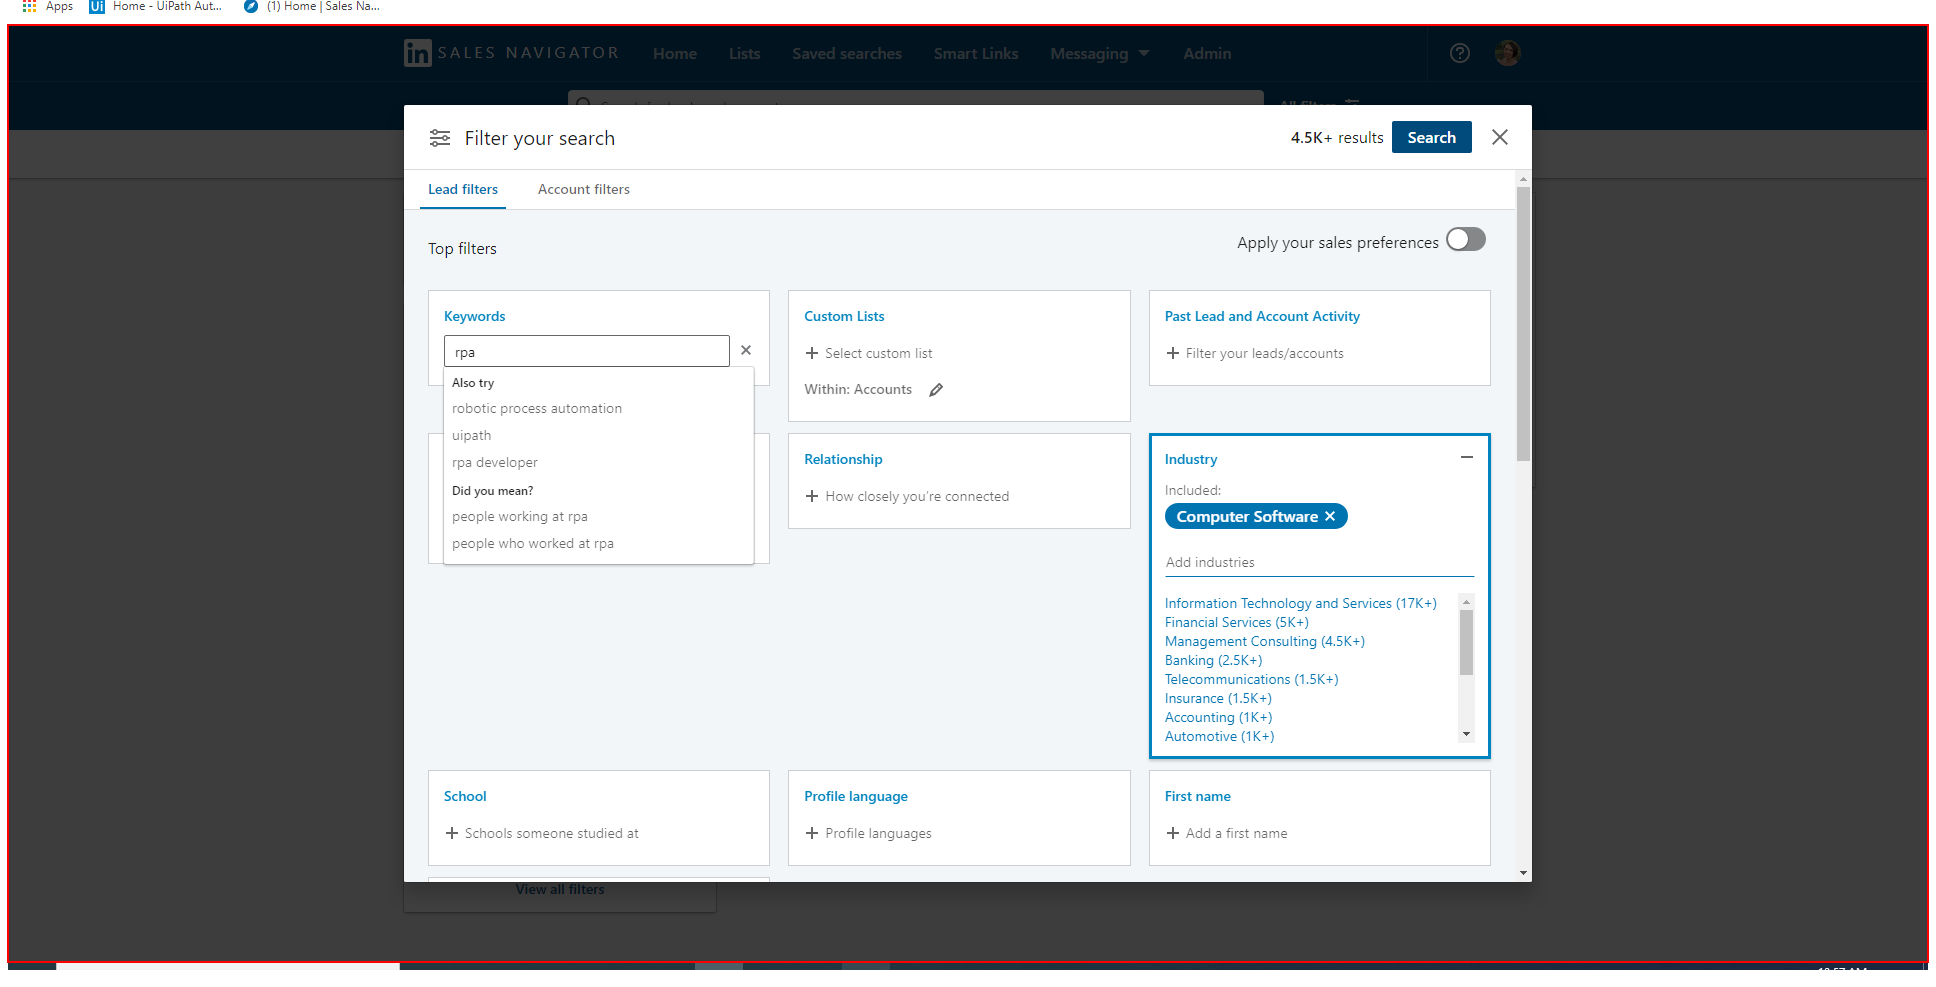 Apps Ui Home - UiPath Aut... (1) Home | Sales Na...
in SALES NAVIGATOR Home Lists Saved searches Smart Links Messaging Admin
Filter your search 4.5K+ results Search
Lead filters Account filters
Top filters Apply your sales preferences
Keywords
rpa
Also try
robotic process automation
uipath
rpa developer
Did you mean?
people working at rpa
people who worked at rpa
Custom Lists
Select custom list
Within: Accounts
Past Lead and Account Activity
Filter your leads/accounts
Relationship
How closely you're connected
Industry
Included:
Computer Software
Add industries
Information Technology and Services (17K+)
Financial Services (5K+)
Management Consulting (4.5K+)
Banking (2.5K+)
Telecommunications (1.5K+)
Insurance (1.5K+)
Accounting (1K+)
Automotive (1K+)
School
Schools someone studied at
Profile language
Profile languages
First name
Add a first name
View all filters